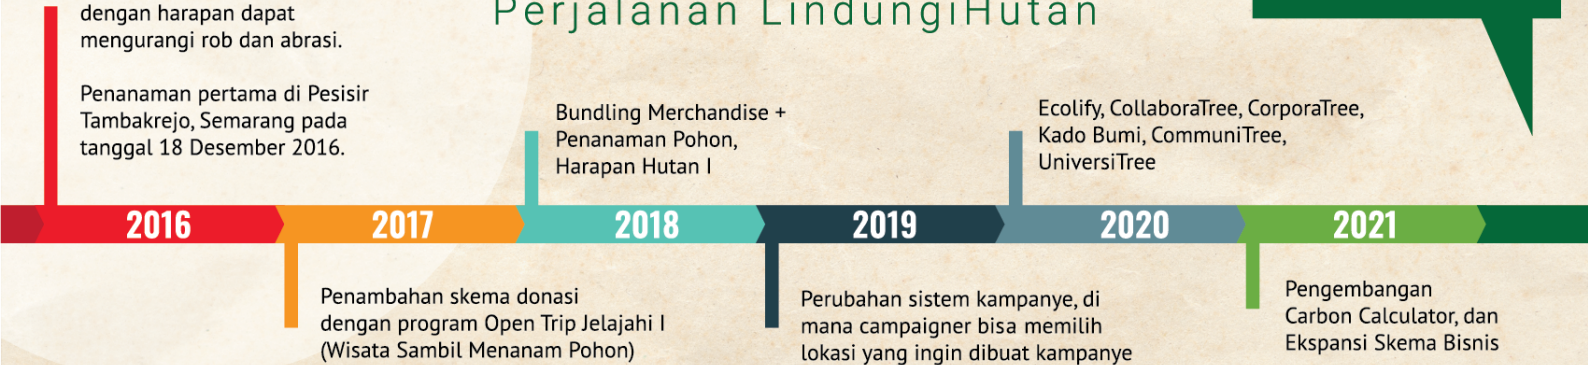 Perjalanan LindungiHutan
dengan harapan dapat
mengurangi rob dan abrasi.
Penanaman pertama di Pesisir
Tambakrejo, Semarang pada
tanggal 18 Desember 2016.
Bundling Merchandise +
Penanaman Pohon,
Harapan Hutan I
Ecolify, CollaboraTree, CorporaTree,
Kado Bumi, CommuniTree,
UniversiTree
2016
2017
2018
2019
2020
2021
Penambahan skema donasi
dengan program Open Trip Jelajahi I
(Wisata Sambil Menanam Pohon)
Perubahan sistem kampanye, di
mana campaigner bisa memilih
lokasi yang ingin dibuat kampanye
Pengembangan
Carbon Calculator, dan
Ekspansi Skema Bisnis